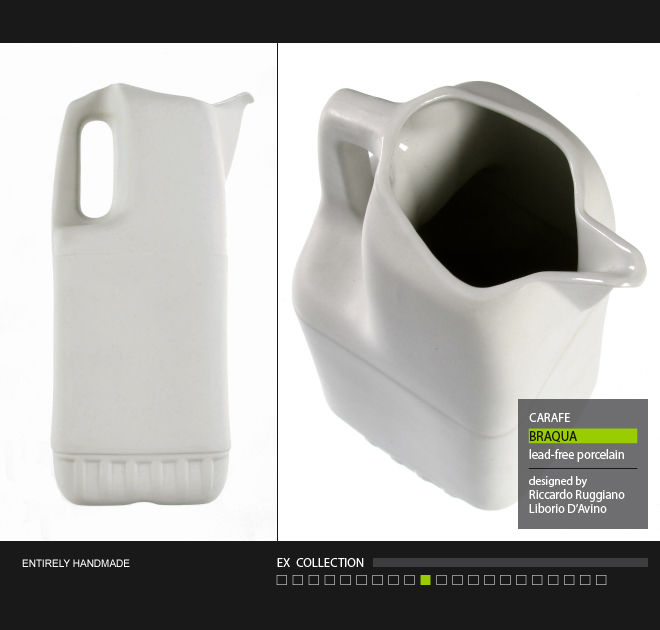 CARAFE
BRAQUA
lead-free porcelain
designed by
Riccardo Ruggiano
Liborio D'Avino
ENTIRELY HANDMADE
EX COLLECTION